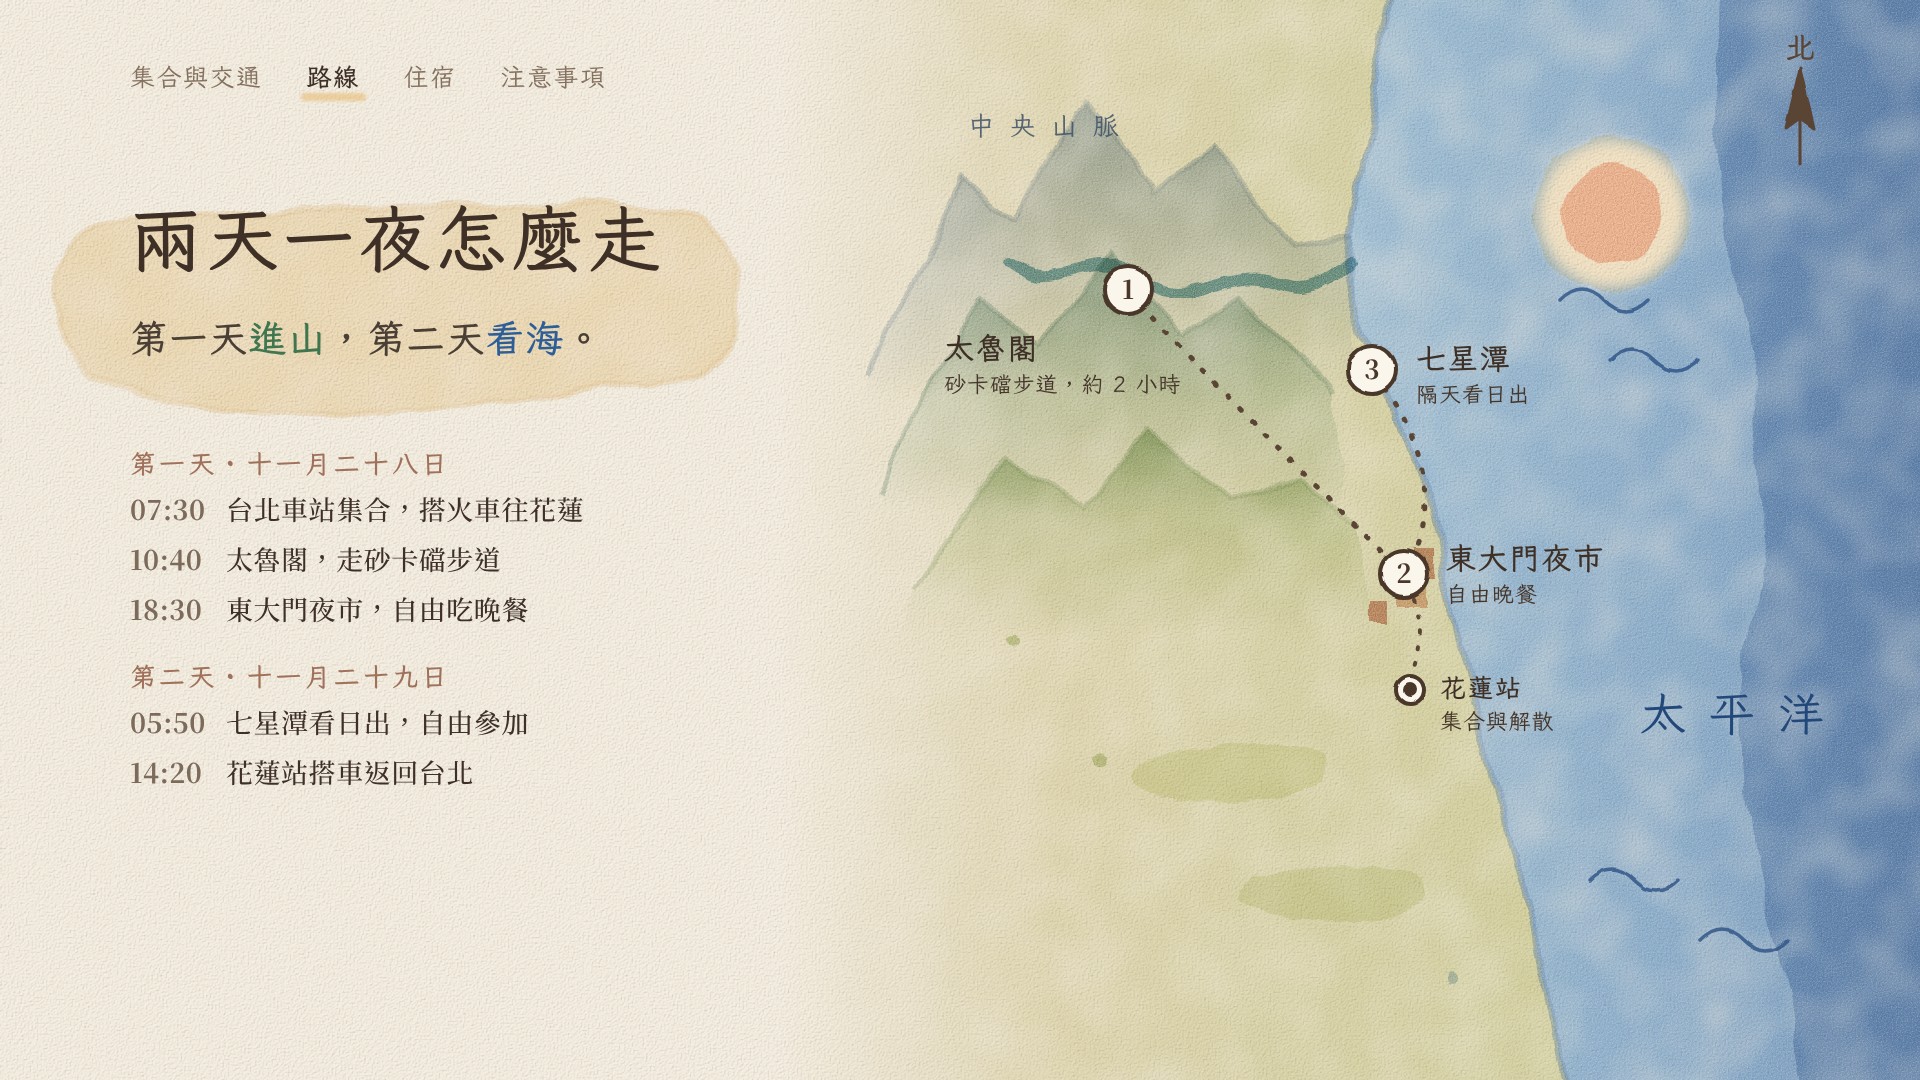 集合與交通 路線 住宿 注意事項
兩天一夜怎麼走
第一天進山，第二天看海。
第一天・十一月二十八日
07:30 台北車站集合，搭火車往花蓮
10:40 太魯閣，走砂卡礑步道
18:30 東大門夜市，自由吃晚餐
第二天・十一月二十九日
05:50 七星潭看日出，自由參加
14:20 花蓮站搭車返回台北
北
中央山脈
1
太魯閣
砂卡礑步道，約 2 小時
3
七星潭
隔天看日出
2
東大門夜市
自由晚餐
花蓮站
集合與解散
太平洋